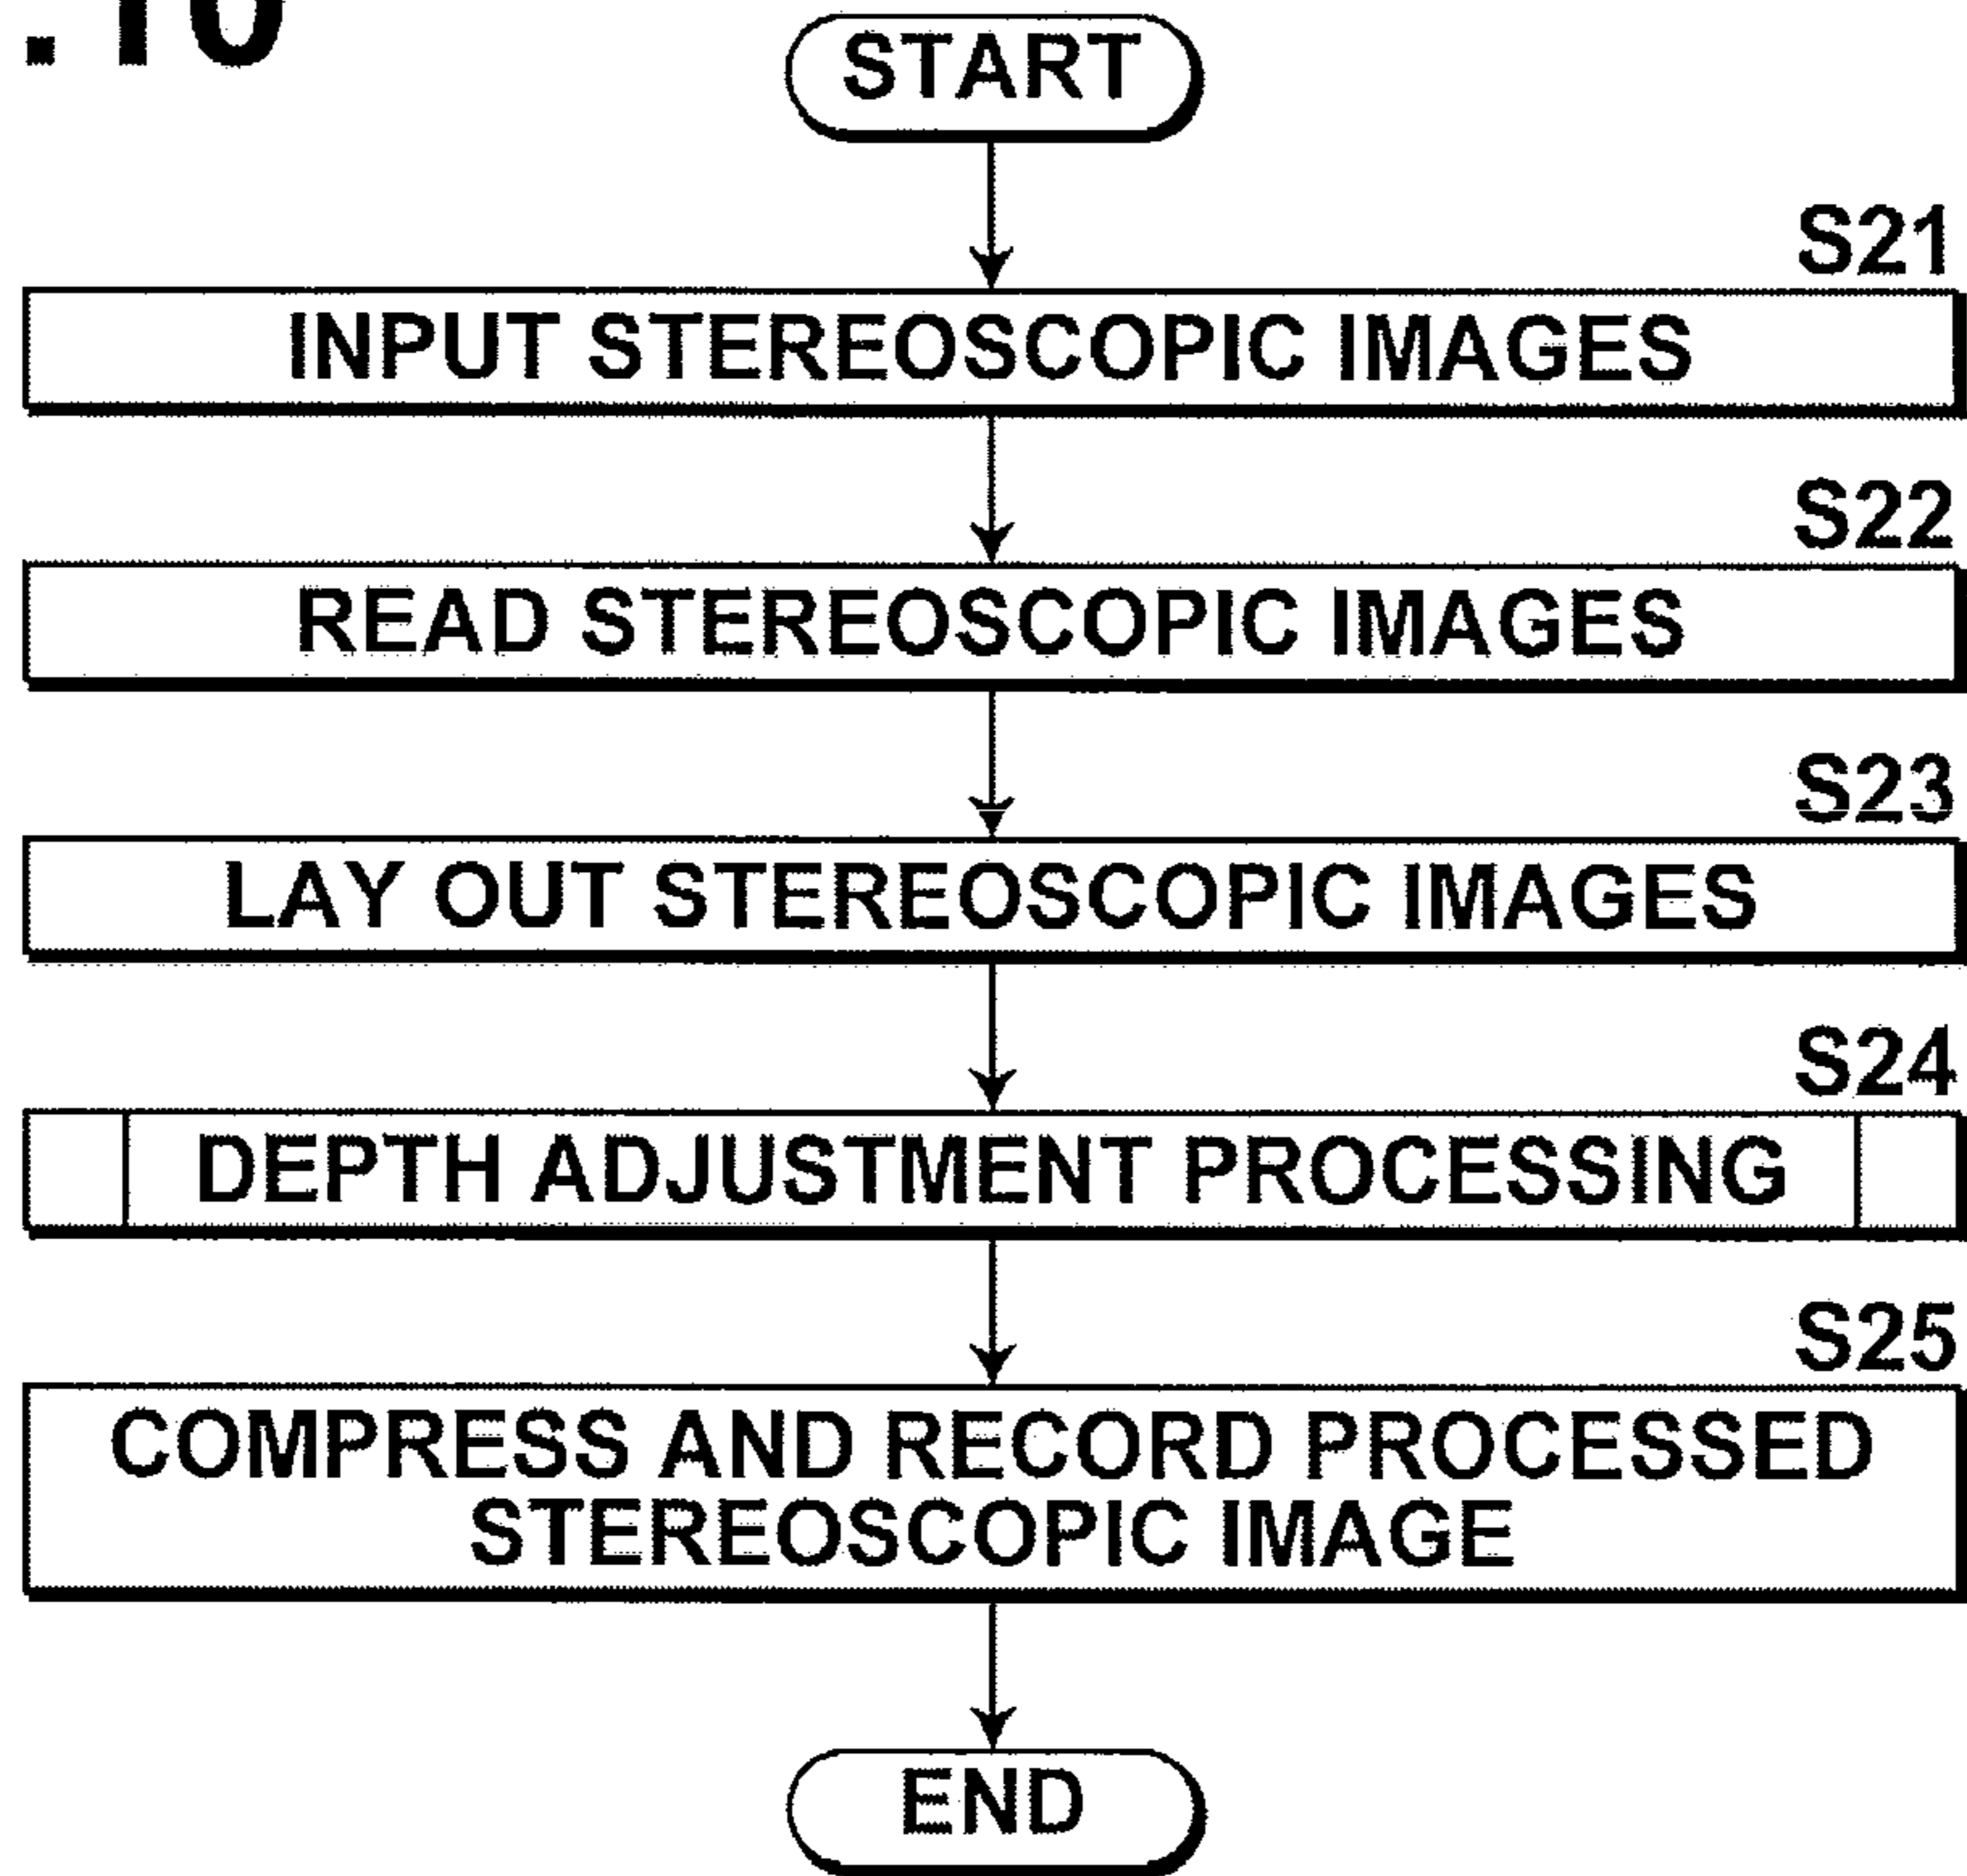 START
S21
INPUT STEREOSCOPIC IMAGES
S22
READ STEREOSCOPIC IMAGES
S23
LAY OUT STEREOSCOPIC IMAGES
S24
DEPTH ADJUSTMENT PROCESSING
S25
COMPRESS AND RECORD PROCESSED
STEREOSCOPIC IMAGE
END